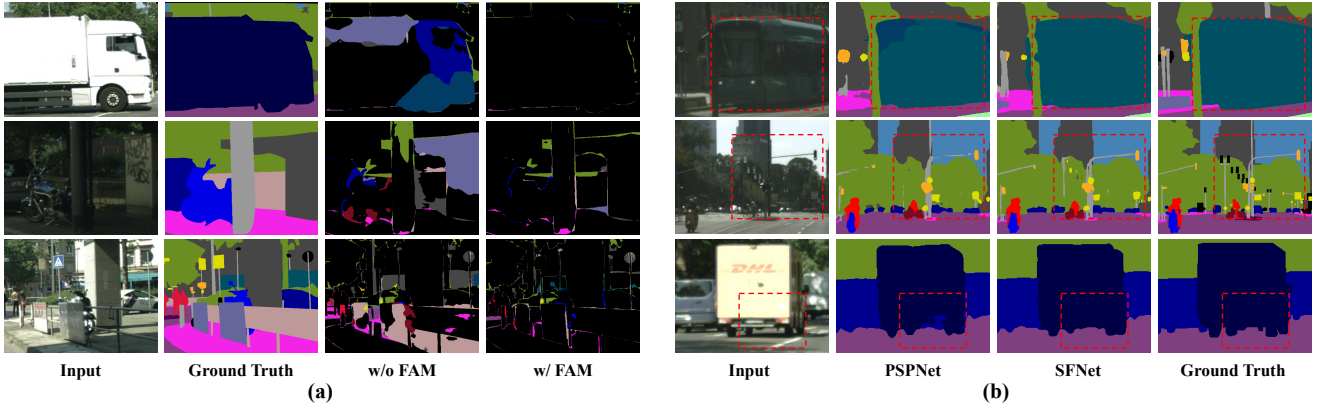 DHL
Input Ground Truth w/o FAM w/ FAM
(a)
Input PSPNet SFNet Ground Truth
(b)